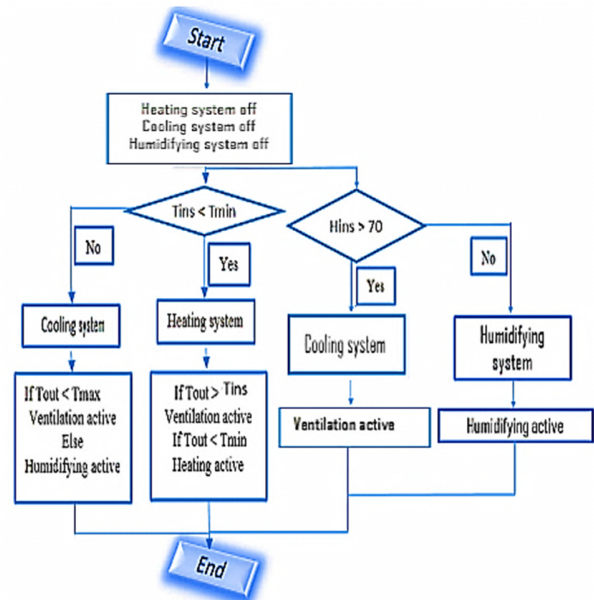 Start
Heating system off
Cooling system off
Humidifying system off
Tins < Tmin
Hins > 70
No
Yes
Yes
No
Cooling system
Heating system
Cooling system
Humidifying
system
If Tout < Tmax
Ventilation active
Else
Humidifying active
If Tout > Tins
Ventilation active
If Tout < Tmin
Heating active
Ventilation active
Humidifying active
End